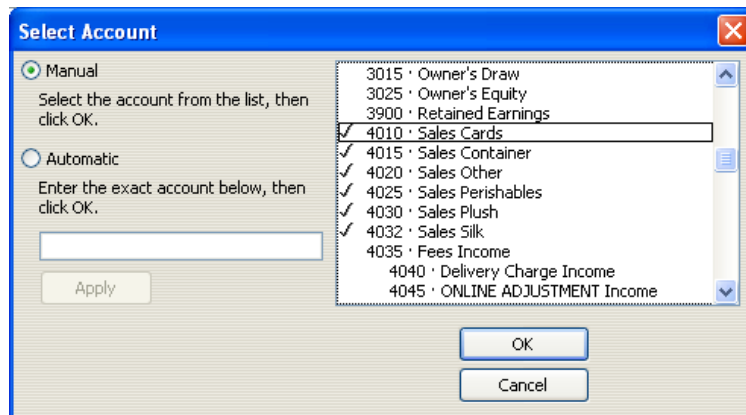 Select Account
Manual
Select the account from the list, then
click OK.
Automatic
Enter the exact account below, then
click OK.
Apply
3015 · Owner's Draw
3025 · Owner's Equity
3900 · Retained Earnings
4010 · Sales Cards
4015 · Sales Container
4020 · Sales Other
4025 · Sales Perishables
4030 · Sales Plush
4032 · Sales Silk
4035 · Fees Income
4040 · Delivery Charge Income
4045 · ONLINE ADJUSTMENT Income
OK
Cancel